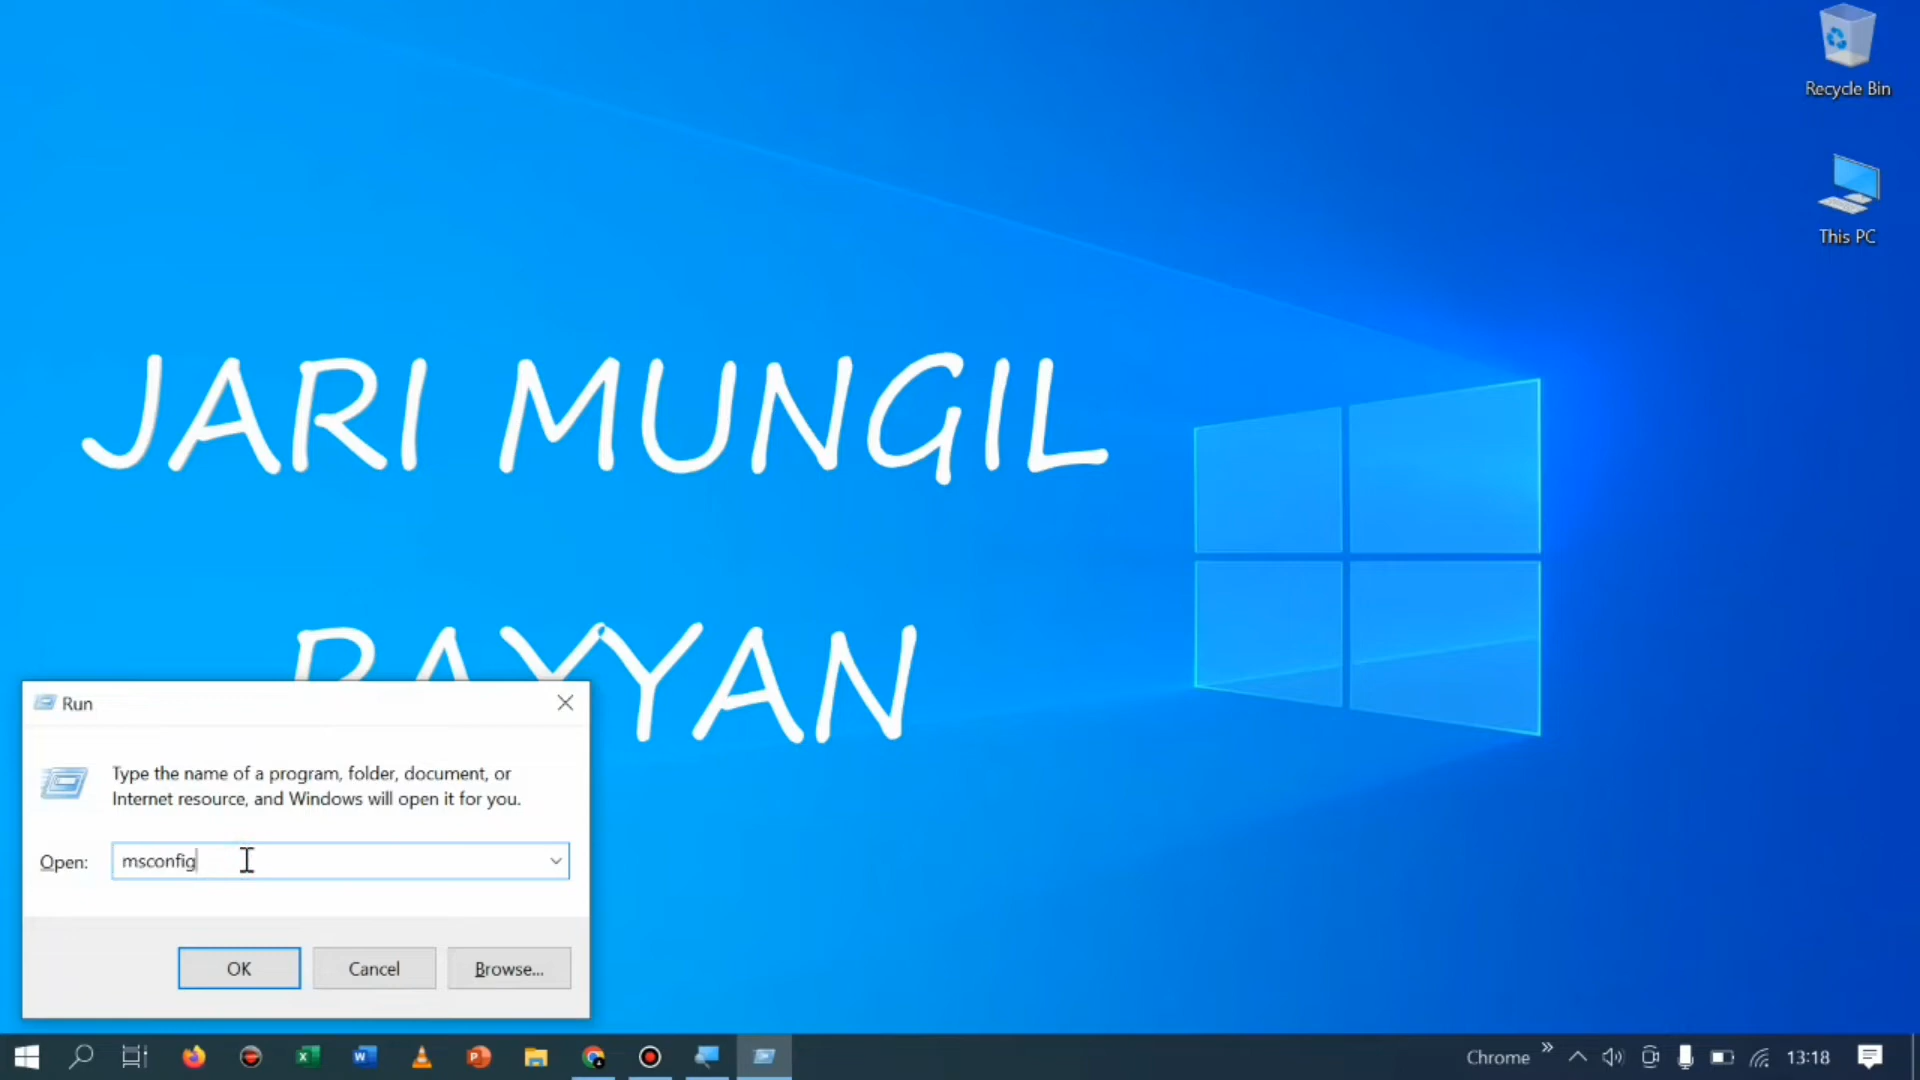 Recycle Bin
This PC
JARI MUNGIL
RAYYAN
Run
Type the name of a program, folder, document, or
Internet resource, and Windows will open it for you.
Open: msconfig
OK Cancel Browse...
Chrome » 13:18